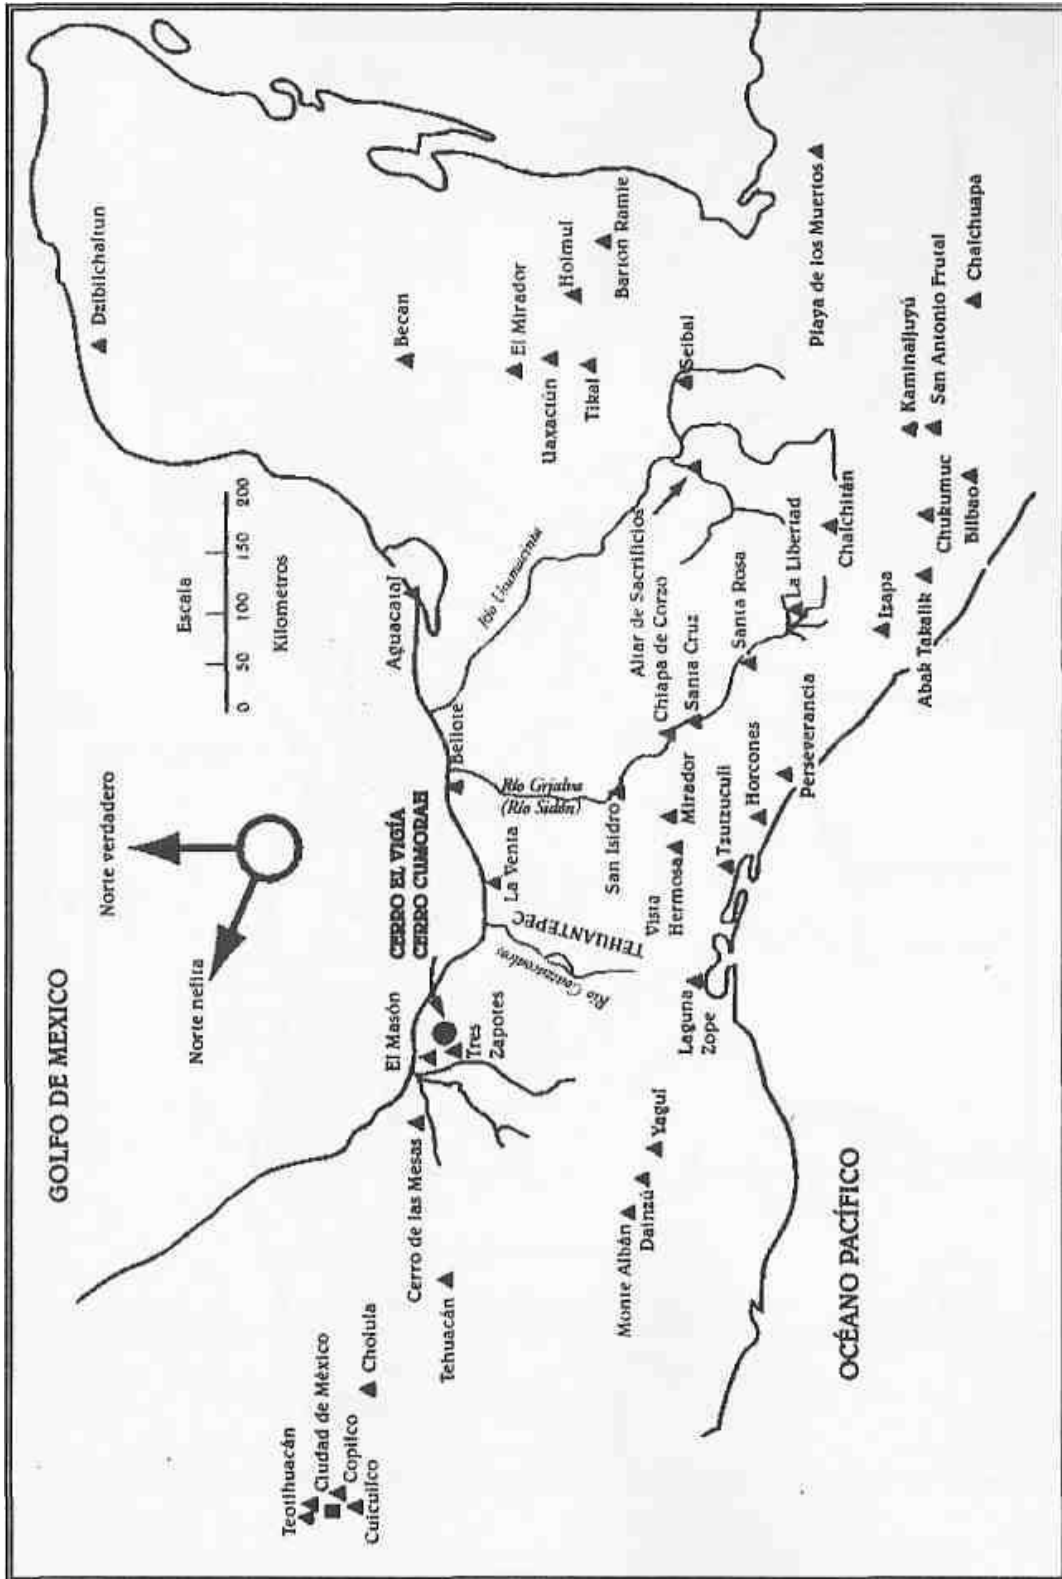 GOLFO DE MEXICO
Norte verdadero
Norte nefita
Escala
0 50 100 150 200
Kilometros
Dzibilchaltun
Becan
El Mirador
Uaxactún
Holmul
Tikal
Barton Ramie
Aguacatal
Río Usumacinta
Bellote
CERRO EL VIGÍA
CERRO CUMORAH
La Venta
TEHUANTEPEC
El Masón
Tres
Zapotes
Cerro de las Mesas
Teotihuacán
Ciudad de México
Copilco
Cuicuilco
Cholula
Tehuacán
Río Grijalva
(Río Sidón)
San Isidro
Altar de Sacrificios
Seibal
Chiapa de Corzo
Santa Cruz
Santa Rosa
La Libertad
Chalchitán
Playa de los Muertos
Vista
Hermosa
Mirador
Tzutzuculi
Horcones
Perseverancia
Laguna
Zope
Monte Albán
Dainzú
Yagul
Izapa
Abak Takalik
Chukumuc
Bilbao
Kaminaljuyú
San Antonio Frutal
Chalchuapa
OCÉANO PACÍFICO